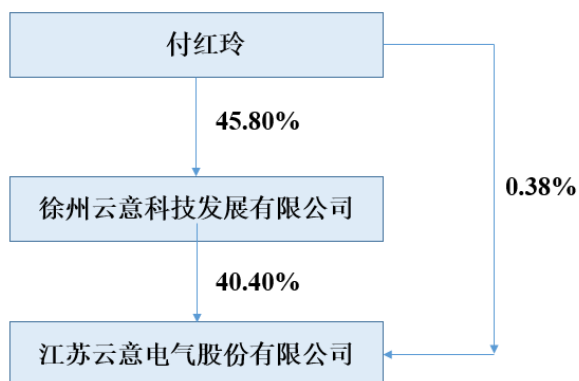 付红玲
45.80%
徐州云意科技发展有限公司
0.38%
40.40%
江苏云意电气股份有限公司